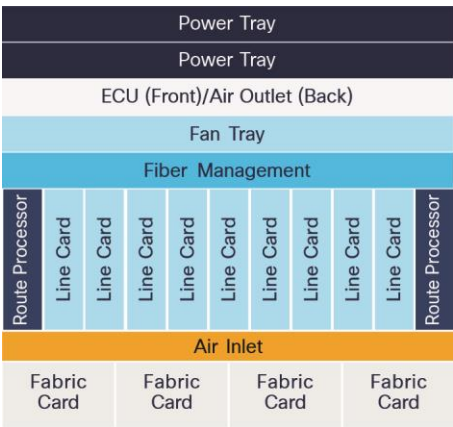 Power Tray
Power Tray
ECU (Front)/Air Outlet (Back)
Fan Tray
Fiber Management
Route Processor
Line Card
Line Card
Line Card
Line Card
Line Card
Line Card
Line Card
Line Card
Line Card
Route Processor
Air Inlet
Fabric
Card
Fabric
Card
Fabric
Card
Fabric
Card